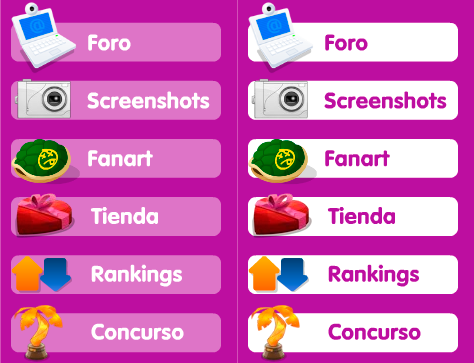 Foro Foro
Screenshots Screenshots
Fanart Fanart
Tienda Tienda
Rankings Rankings
Concurso Concurso